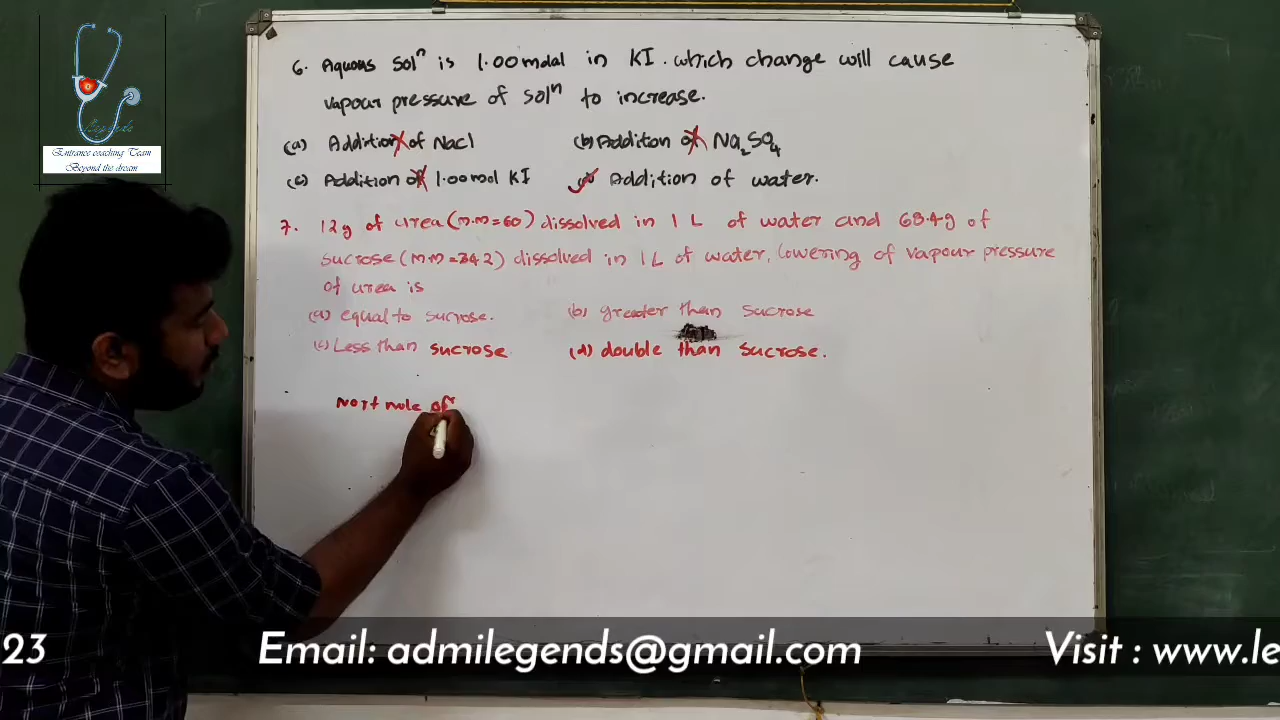 Legends
Entrance coaching Team
Beyond the dream
6. Aqueous Solⁿ is 1.00 molal in KI. which change will cause
vapour pressure of Solⁿ to increase.
(a) Addition of Nacl (b) Additon of Na₂SO₄
(c) Addition of 1.00 mol KI Addition of water.
7. 12g of urea (M.M=60) dissolved in 1 L of water and 68.4g of
sucrose (M.M=342) dissolved in 1L of water, Lowering of vapour pressure
of urea is
(a) equal to sucrose. (b) greater than sucrose
(c) Less than sucrose (d) double than sucrose.
No of mole of
23 Email: admilegends@gmail.com Visit : www.le